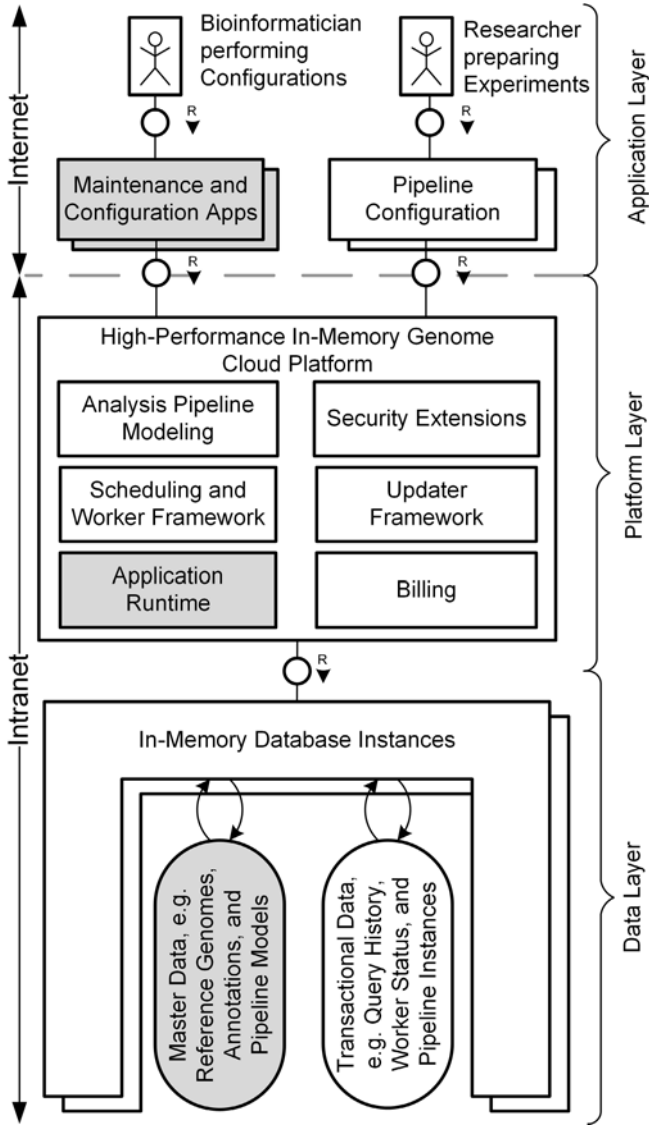 Bioinformatician
performing
Configurations
Researcher
preparing
Experiments
R
R
Internet
Application Layer
Maintenance and
Configuration Apps
Pipeline
Configuration
R
R
High-Performance In-Memory Genome
Cloud Platform
Analysis Pipeline
Modeling
Security Extensions
Scheduling and
Worker Framework
Updater
Framework
Application
Runtime
Billing
Platform Layer
R
Intranet
In-Memory Database Instances
Master Data, e.g.
Reference Genomes,
Annotations, and
Pipeline Models
Transactional Data,
e.g. Query History,
Worker Status, and
Pipeline Instances
Data Layer